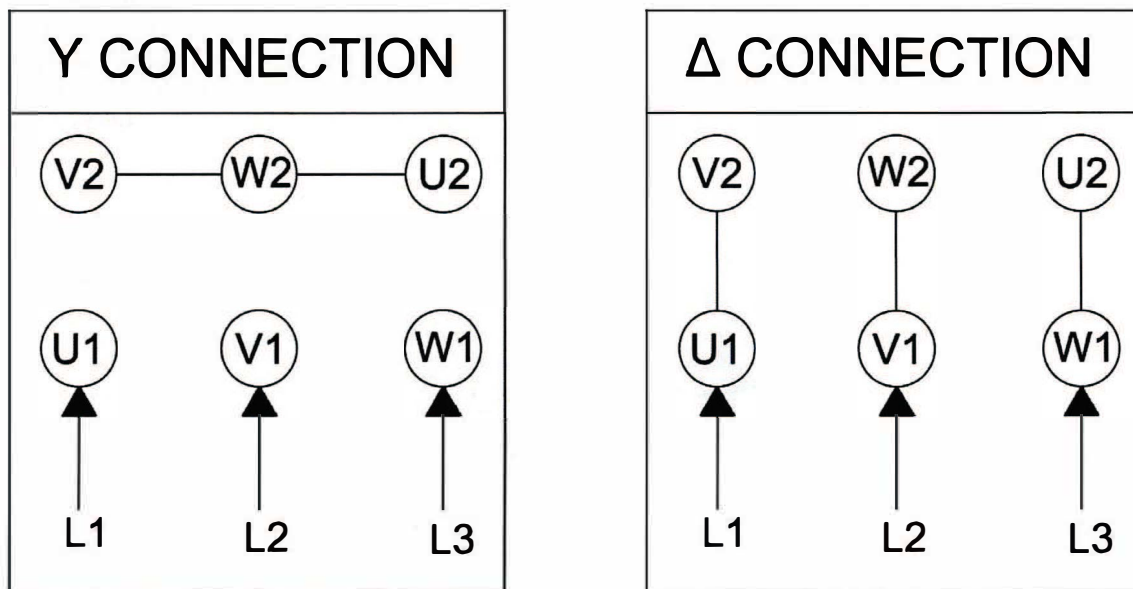 Y CONNECTION
V2 W2 U2
U1 V1 W1
L1 L2 L3
Δ CONNECTION
V2 W2 U2
U1 V1 W1
L1 L2 L3